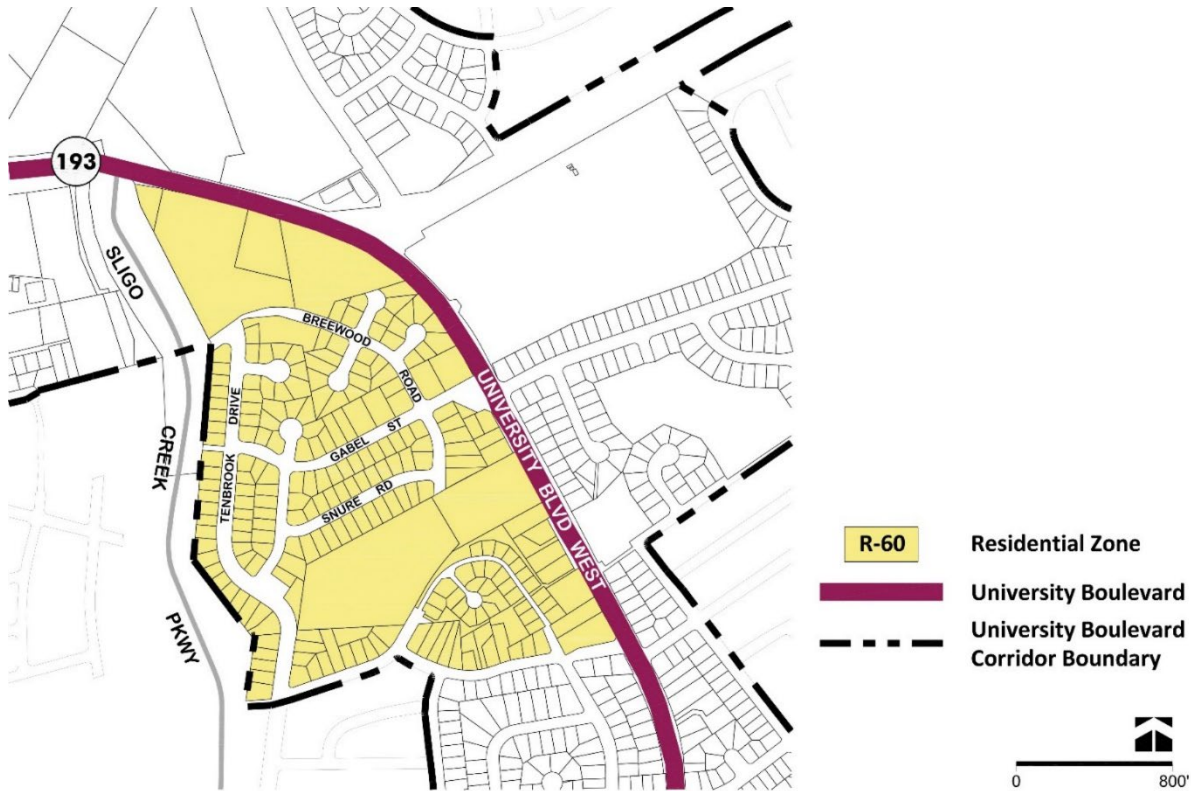 193
SLIGO
CREEK
PKWY
BREEWOOD
ROAD
TENBROOK
DRIVE
GABEL ST
SNURE RD
UNIVERSITY BLVD WEST
R-60
Residential Zone
University Boulevard
University Boulevard
Corridor Boundary
0
800'